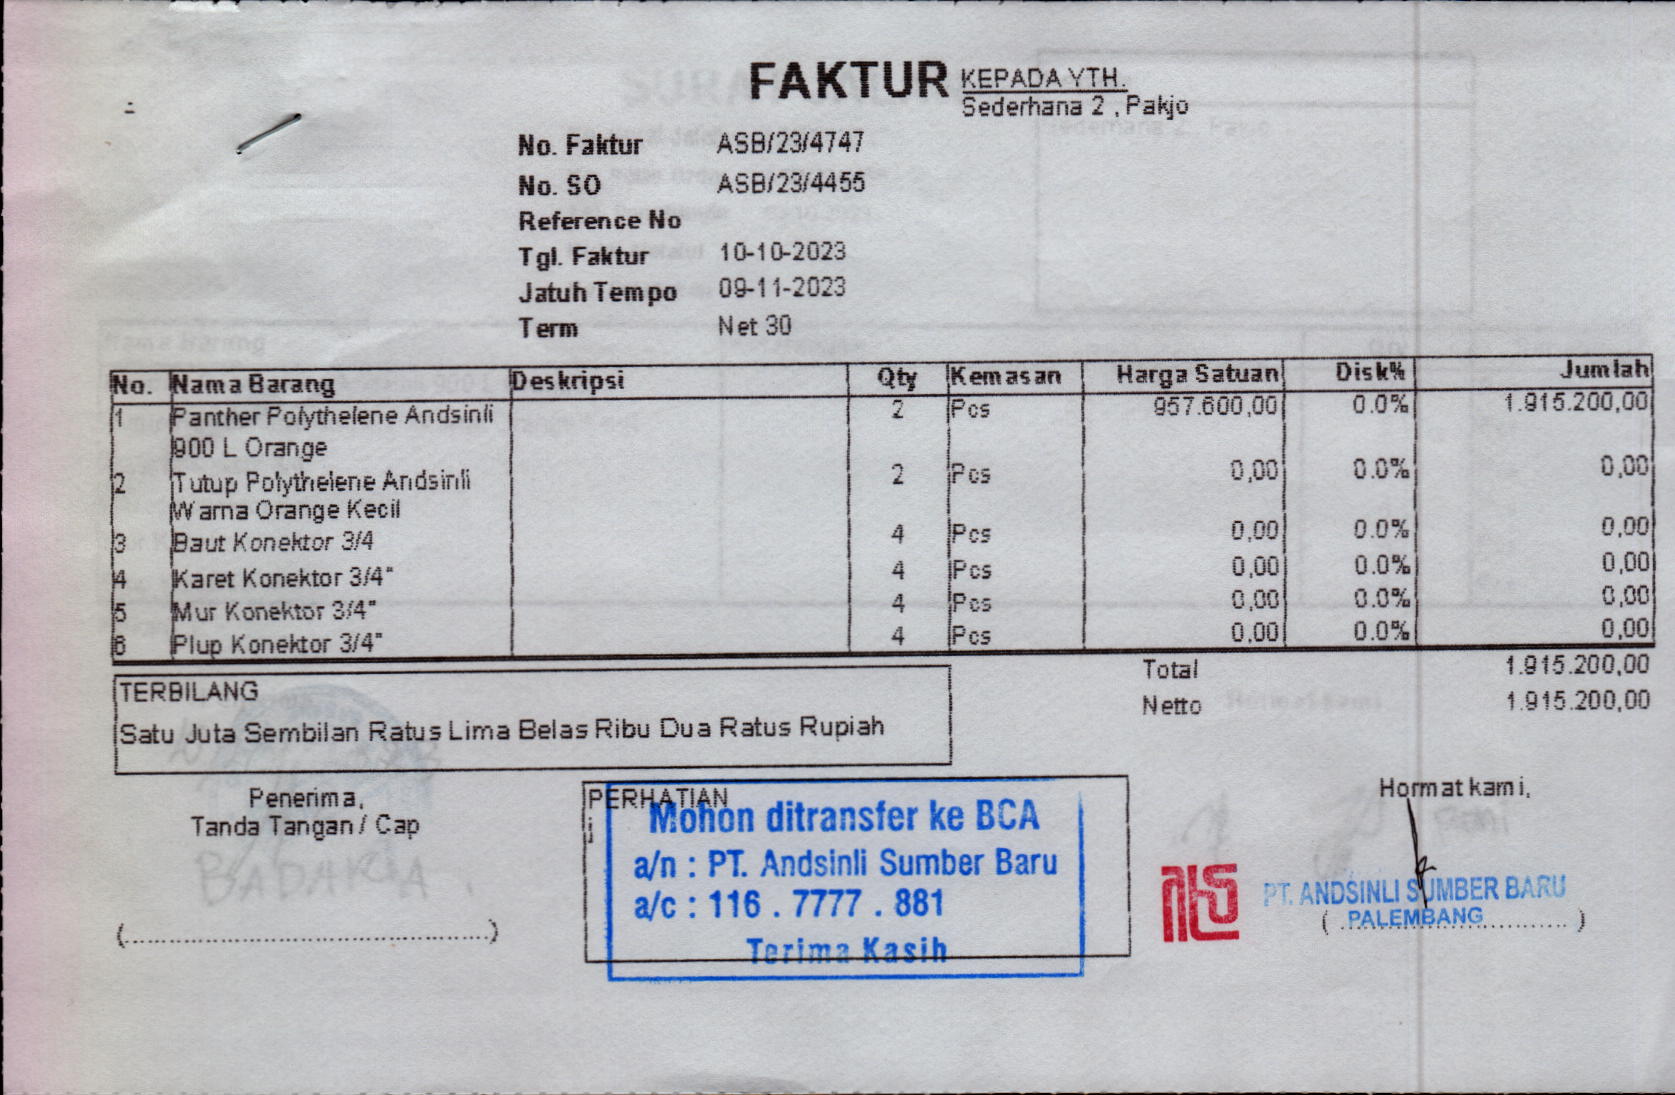 FAKTUR
KEPADA YTH.
Sederhana 2 , Pakjo
No. Faktur ASB/23/4747
No. SO ASB/23/4455
Reference No
Tgl. Faktur 10-10-2023
Jatuh Tempo 09-11-2023
Term Net 30
No. Nama Barang Deskripsi Qty Kemasan Harga Satuan Disk% Jumlah
1 Panther Polythelene Andsinli 2 Pcs 957.600,00 0.0% 1.915.200,00
900 L Orange
2 Tutup Polythelene Andsinli 2 Pcs 0,00 0.0% 0,00
Warna Orange Kecil
3 Baut Konektor 3/4 4 Pcs 0,00 0.0% 0,00
4 Karet Konektor 3/4" 4 Pcs 0,00 0.0% 0,00
5 Mur Konektor 3/4" 4 Pcs 0,00 0.0% 0,00
6 Plup Konektor 3/4" 4 Pcs 0,00 0.0% 0,00
Total 1.915.200,00
Netto 1.915.200,00
TERBILANG
Satu Juta Sembilan Ratus Lima Belas Ribu Dua Ratus Rupiah
Penerima,
Tanda Tangan / Cap
BADARIA
(..............................................)
PERHATIAN
Mohon ditransfer ke BCA
a/n : PT. Andsinli Sumber Baru
a/c : 116 . 7777 . 881
Terima Kasih
Hormat kami,
PT. ANDSINLI SUMBER BARU
PALEMBANG